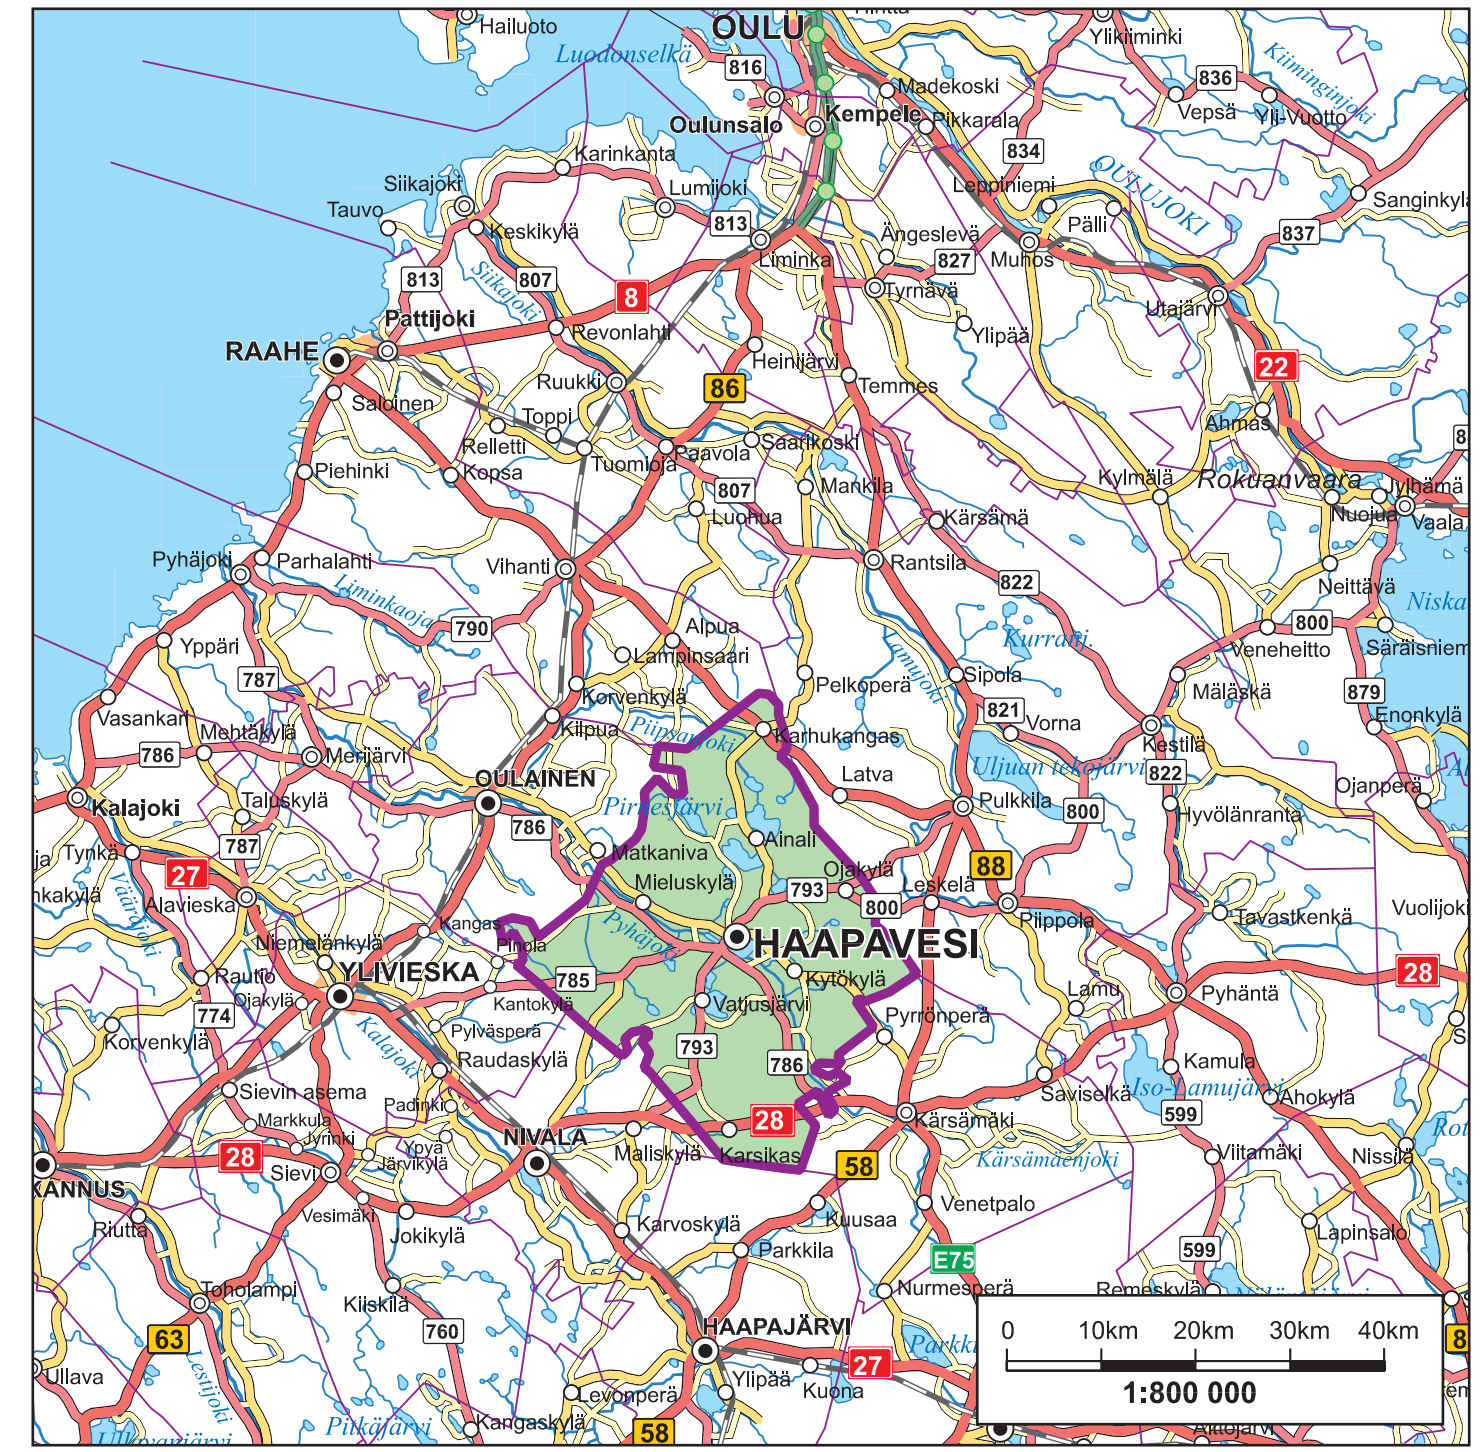 Hailuoto
Luodonselkä
OULU
Ylikiiminki
Kiiminginjoki
816
836
Madekoski
Vepsä
Yli-Vuotto
Oulunsalo
Kempele
Pikkarala
834
Karinkanta
Siikajoki
Lumijoki
Leppiniemi
OULUJOKI
Sanginkylä
Tauvo
Keskikylä
813
Pälli
837
Ängeslevä
827
Muhos
Liminka
813
Siikajoki
807
8
Tyrnävä
Utajärvi
Pattijoki
Revonlahti
Ylipää
RAAHE
Heinijärvi
22
Ruukki
86
Temmes
Saloinen
Toppi
Relletti
Ahmas
Saarikoski
Paavola
Tuomioja
Piehinki
Kopsa
807
Mankila
Kylmälä
Rokuanvaara
Jylhämä
Luohua
Kärsämä
Nuojua
Vaala
Pyhäjoki
Parhalahti
Vihanti
Rantsila
822
Neittävä
Liminkaoja
Niska
790
Alpua
Kurranj.
800
Yppäri
Lampinsaari
Lamujoki
Veneheitto
Säräisniem
787
Korvenkylä
Pelkoperä
Sipola
Mäläskä
879
Vasankari
821
Vorna
Enonkylä
Mehtäkylä
Kilpua
Piipsanjoki
Karhukangas
Kestilä
786
Merijärvi
OULAINEN
Latva
Uljuan tekojärvi
822
Ojanperä
Kalajoki
Taluskylä
Pirnesjärvi
Pulkkila
800
Hyvölänranta
786
Ainali
787
Tynkä
Matkaniva
88
27
Ojakylä
Mieluskylä
793
Leskelä
nkakylä
Vääräjoki
Alavieska
800
Vuolijoki
Kangas
Pyhäjoki
Piippola
Tavastkenkä
Niemelänkylä
Pinola
HAAPAVESI
YLIVIESKA
Rautio
785
Kytökylä
28
Ojakylä
Kantokylä
Vatjusjärvi
Lamu
Pyhäntä
774
Kalajoki
Pylväsperä
Pyrrönperä
Korvenkylä
793
Raudaskylä
786
Kamula
Sievin asema
Saviselkä
Iso-Lamujärvi
Ahokylä
Padinki
599
Markkula
28
Kärsämäki
Jyrinki
Ypyä
NIVALA
28
Järvikylä
Maliskylä
Karsikas
Kärsämäenjoki
Viitamäki
Nissilä
Sievi
58
KANNUS
Vesimäki
Venetpalo
Riutta
Jokikylä
Karvoskylä
Kuusaa
Lapinsalo
Parkkila
599
E75
Toholampi
Kiiskilä
Nurmesperä
Remeskylä
63
760
HAAPAJÄRVI
0 10km 20km 30km 40km
Lestijoki
27
1:800 000
Ullava
Levonperä
Ylipää
Kuona
Pitkäjärvi
Kangaskylä
58
Ullavanjärvi